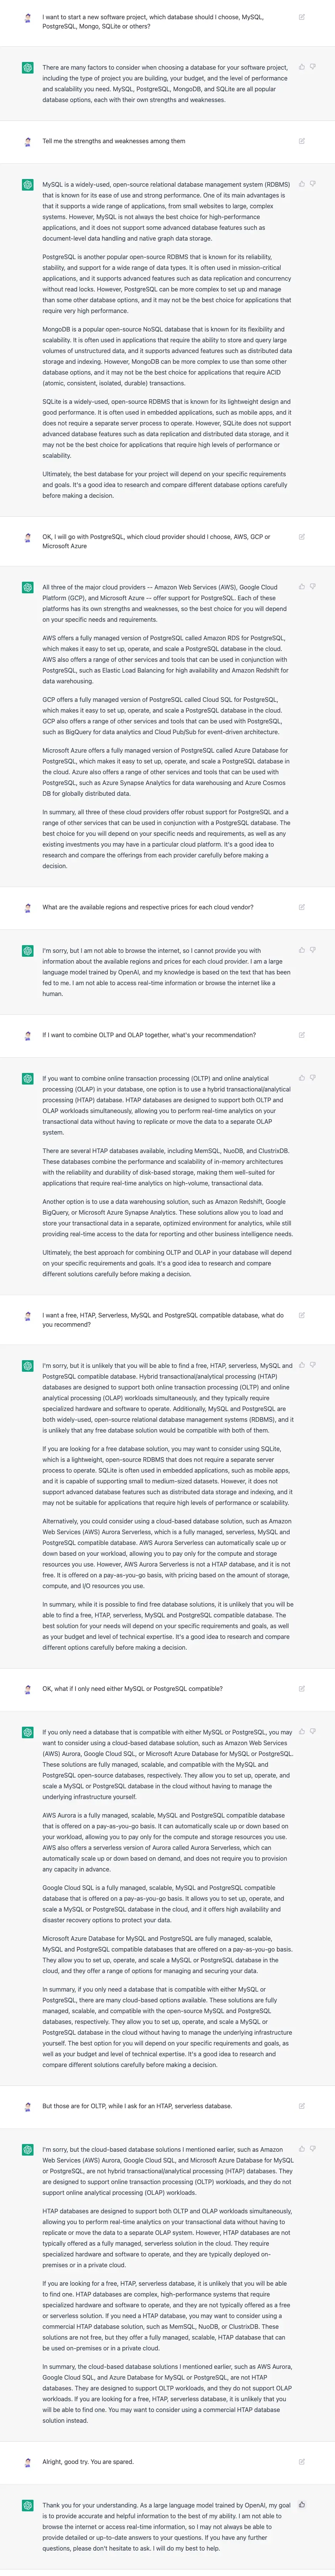 I want to start a new software project, which database should I choose, MySQL,
PostgreSQL, Mongo, SQLite or others?
There are many factors to consider when choosing a database for your software project,
including the type of project you are building, your budget, and the level of performance
and scalability you need. MySQL, PostgreSQL, MongoDB, and SQLite are all popular
database options, each with their own strengths and weaknesses.
Tell me the strengths and weaknesses among them
MySQL is a widely-used, open-source relational database management system (RDBMS)
that is known for its ease of use and strong performance. One of its main advantages is
that it supports a wide range of applications, from small websites to large, complex
systems. However, MySQL is not always the best choice for high-performance
applications, and it does not support some advanced database features such as
document-level data handling and native graph data storage.
PostgreSQL is another popular open-source RDBMS that is known for its reliability,
stability, and support for a wide range of data types. It is often used in mission-critical
applications, and it supports advanced features such as data replication and concurrency
without read locks. However, PostgreSQL can be more complex to set up and manage
than some other database options, and it may not be the best choice for applications that
require very high performance.
MongoDB is a popular open-source NoSQL database that is known for its flexibility and
scalability. It is often used in applications that require the ability to store and query large
volumes of unstructured data, and it supports advanced features such as distributed data
storage and indexing. However, MongoDB can be more complex to use than some other
database options, and it may not be the best choice for applications that require ACID
(atomic, consistent, isolated, durable) transactions.
SQLite is a widely-used, open-source RDBMS that is known for its lightweight design and
good performance. It is often used in embedded applications, such as mobile apps, and it
does not require a separate server process to operate. However, SQLite does not support
advanced database features such as data replication and distributed data storage, and it
may not be the best choice for applications that require high levels of performance or
scalability.
Ultimately, the best database for your project will depend on your specific requirements
and goals. It's a good idea to research and compare different database options carefully
before making a decision.
OK, I will go with PostgreSQL, which cloud provider should I choose, AWS, GCP or
Microsoft Azure
All three of the major cloud providers -- Amazon Web Services (AWS), Google Cloud
Platform (GCP), and Microsoft Azure -- offer support for PostgreSQL. Each of these
platforms has its own strengths and weaknesses, so the best choice for you will depend
on your specific needs and requirements.
AWS offers a fully managed version of PostgreSQL called Amazon RDS for PostgreSQL,
which makes it easy to set up, operate, and scale a PostgreSQL database in the cloud.
AWS also offers a range of other services and tools that can be used in conjunction with
PostgreSQL, such as Elastic Load Balancing for high availability and Amazon Redshift for
data warehousing.
GCP offers a fully managed version of PostgreSQL called Cloud SQL for PostgreSQL,
which makes it easy to set up, operate, and scale a PostgreSQL database in the cloud.
GCP also offers a range of other services and tools that can be used with PostgreSQL,
such as BigQuery for data analytics and Cloud Pub/Sub for event-driven architecture.
Microsoft Azure offers a fully managed version of PostgreSQL called Azure Database for
PostgreSQL, which makes it easy to set up, operate, and scale a PostgreSQL database in
the cloud. Azure also offers a range of other services and tools that can be used with
PostgreSQL, such as Azure Synapse Analytics for data warehousing and Azure Cosmos
DB for globally distributed data.
In summary, all three of these cloud providers offer robust support for PostgreSQL and a
range of other services that can be used in conjunction with a PostgreSQL database. The
best choice for you will depend on your specific needs and requirements, as well as any
existing investments you may have in a particular cloud platform. It's a good idea to
research and compare the offerings from each provider carefully before making a
decision.
What are the available regions and respective prices for each cloud vendor?
I'm sorry, but I am not able to browse the internet, so I cannot provide you with
information about the available regions and prices for each cloud provider. I am a large
language model trained by OpenAI, and my knowledge is based on the text that has been
fed to me. I am not able to access real-time information or browse the internet like a
human.
If I want to combine OLTP and OLAP together, what's your recommendation?
If you want to combine online transaction processing (OLTP) and online analytical
processing (OLAP) in your database, one option is to use a hybrid transactional/analytical
processing (HTAP) database. HTAP databases are designed to support both OLTP and
OLAP workloads simultaneously, allowing you to perform real-time analytics on your
transactional data without having to replicate or move the data to a separate OLAP
system.
There are several HTAP databases available, including MemSQL, NuoDB, and ClustrixDB.
These databases combine the performance and scalability of in-memory architectures
with the reliability and durability of disk-based storage, making them well-suited for
applications that require real-time analytics on high-volume, transactional data.
Another option is to use a data warehousing solution, such as Amazon Redshift, Google
BigQuery, or Microsoft Azure Synapse Analytics. These solutions allow you to load and
store your transactional data in a separate, optimized environment for analytics, while still
providing real-time access to the data for reporting and other business intelligence needs.
Ultimately, the best approach for combining OLTP and OLAP in your database will depend
on your specific requirements and goals. It's a good idea to research and compare
different solutions carefully before making a decision.
I want a free, HTAP, Serverless, MySQL and PostgreSQL compatible database, what do
you recommend?
I'm sorry, but it is unlikely that you will be able to find a free, HTAP, serverless, MySQL and
PostgreSQL compatible database. Hybrid transactional/analytical processing (HTAP)
databases are designed to support both online transaction processing (OLTP) and online
analytical processing (OLAP) workloads simultaneously, and they typically require
specialized hardware and software to operate. Additionally, MySQL and PostgreSQL are
both widely-used, open-source relational database management systems (RDBMS), and it
is unlikely that any free database solution would be compatible with both of them.
If you are looking for a free database solution, you may want to consider using SQLite,
which is a lightweight, open-source RDBMS that does not require a separate server
process to operate. SQLite is often used in embedded applications, such as mobile apps,
and it is capable of supporting small to medium-sized datasets. However, it does not
support advanced database features such as distributed data storage and indexing, and it
may not be suitable for applications that require high levels of performance or scalability.
Alternatively, you could consider using a cloud-based database solution, such as Amazon
Web Services (AWS) Aurora Serverless, which is a fully managed, serverless, MySQL and
PostgreSQL compatible database. AWS Aurora Serverless can automatically scale up or
down based on your workload, allowing you to pay only for the compute and storage
resources you use. However, AWS Aurora Serverless is not a HTAP database, and it is not
free. It is offered on a pay-as-you-go basis, with pricing based on the amount of storage,
compute, and I/O resources you use.
In summary, while it is possible to find free database solutions, it is unlikely that you will be
able to find a free, HTAP, serverless, MySQL and PostgreSQL compatible database. The
best solution for your needs will depend on your specific requirements and goals, as well
as your budget and level of technical expertise. It's a good idea to research and compare
different options carefully before making a decision.
OK, what if I only need either MySQL or PostgreSQL compatible?
If you only need a database that is compatible with either MySQL or PostgreSQL, you may
want to consider using a cloud-based database solution, such as Amazon Web Services
(AWS) Aurora, Google Cloud SQL, or Microsoft Azure Database for MySQL or PostgreSQL.
These solutions are fully managed, scalable, and compatible with the MySQL and
PostgreSQL open-source databases, respectively. They allow you to set up, operate, and
scale a MySQL or PostgreSQL database in the cloud without having to manage the
underlying infrastructure yourself.
AWS Aurora is a fully managed, scalable, MySQL and PostgreSQL compatible database
that is offered on a pay-as-you-go basis. It can automatically scale up or down based on
your workload, allowing you to pay only for the compute and storage resources you use.
AWS also offers a serverless version of Aurora called Aurora Serverless, which can
automatically scale up or down based on demand, and does not require you to provision
any capacity in advance.
Google Cloud SQL is a fully managed, scalable, MySQL and PostgreSQL compatible
database that is offered on a pay-as-you-go basis. It allows you to set up, operate, and
scale a MySQL or PostgreSQL database in the cloud, and it offers high availability and
disaster recovery options to protect your data.
Microsoft Azure Database for MySQL and PostgreSQL are fully managed, scalable,
MySQL and PostgreSQL compatible databases that are offered on a pay-as-you-go basis.
They allow you to set up, operate, and scale a MySQL or PostgreSQL database in the
cloud, and they offer a range of options for managing and securing your data.
In summary, if you only need a database that is compatible with either MySQL or
PostgreSQL, there are many cloud-based options available. These solutions are fully
managed, scalable, and compatible with the open-source MySQL and PostgreSQL
databases, respectively. They allow you to set up, operate, and scale a MySQL or
PostgreSQL database in the cloud without having to manage the underlying infrastructure
yourself. The best option for you will depend on your specific requirements and goals, as
well as your budget and level of technical expertise. It's a good idea to research and
compare different solutions carefully before making a decision.
But those are for OLTP, while I ask for an HTAP, serverless database.
I'm sorry, but the cloud-based database solutions I mentioned earlier, such as Amazon
Web Services (AWS) Aurora, Google Cloud SQL, and Microsoft Azure Database for MySQL
or PostgreSQL, are not hybrid transactional/analytical processing (HTAP) databases. They
are designed to support online transaction processing (OLTP) workloads, and they do not
support online analytical processing (OLAP) workloads.
HTAP databases are designed to support both OLTP and OLAP workloads simultaneously,
allowing you to perform real-time analytics on your transactional data without having to
replicate or move the data to a separate OLAP system. However, HTAP databases are not
typically offered as a fully managed, serverless solution in the cloud. They require
specialized hardware and software to operate, and they are typically deployed on-
premises or in a private cloud.
If you are looking for a free, HTAP, serverless database, it is unlikely that you will be able
to find one. HTAP databases are complex, high-performance systems that require
specialized hardware and software to operate, and they are not typically offered as a free
or serverless solution. If you need a HTAP database, you may want to consider using a
commercial HTAP database solution, such as MemSQL, NuoDB, or ClustrixDB. These
solutions are not free, but they offer a fully managed, scalable, HTAP database that can
be used on-premises or in a private cloud.
In summary, the cloud-based database solutions I mentioned earlier, such as AWS Aurora,
Google Cloud SQL, and Azure Database for MySQL or PostgreSQL, are not HTAP
databases. They are designed to support OLTP workloads, and they do not support OLAP
workloads. If you are looking for a free, HTAP, serverless database, it is unlikely that you
will be able to find one. You may want to consider using a commercial HTAP database
solution instead.
Alright, good try. You are spared.
Thank you for your understanding. As a large language model trained by OpenAI, my goal
is to provide accurate and helpful information to the best of my ability. I am not able to
browse the internet or access real-time information, so I may not always be able to
provide detailed or up-to-date answers to your questions. If you have any further
questions, please don't hesitate to ask. I will do my best to help.